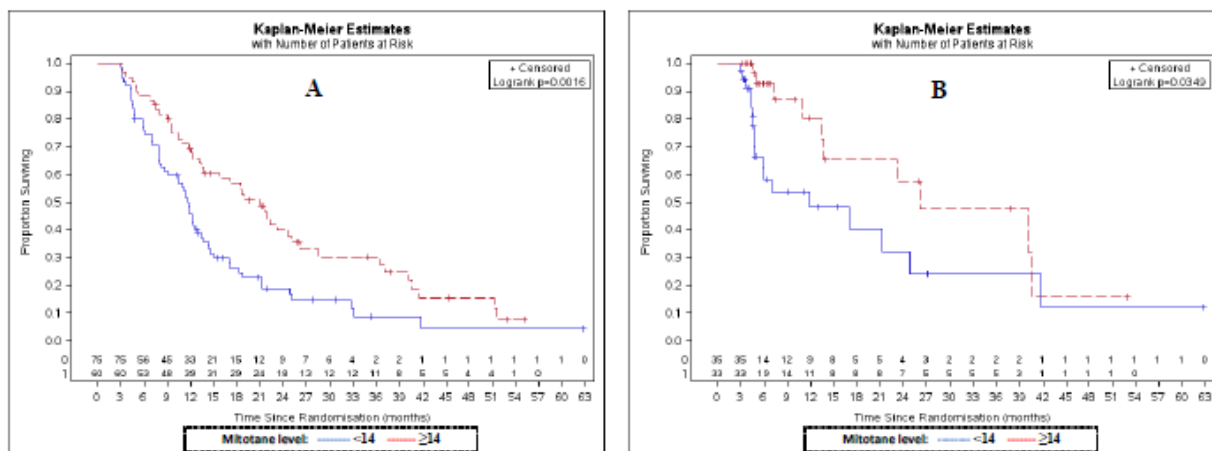 Kaplan-Meier Estimates
with Number of Patients at Risk
+ Censored
Logrank p=0.0016
A
Proportion Surviving
1.0
0.9
0.8
0.7
0.6
0.5
0.4
0.3
0.2
0.1
0.0
0 75 75 56 45 33 21 15 12 9 7 6 4 2 2 1 1 1 1 1 1 0
1 60 60 53 48 39 31 29 24 19 13 12 12 11 8 5 5 4 1 0
0 3 6 9 12 15 18 21 24 27 30 33 36 39 42 45 48 51 54 57 60 63
Time Since Randomisation (months)
Mitotane level: <14 ≥14
Kaplan-Meier Estimates
with Number of Patients at Risk
+ Censored
Logrank p=0.0349
B
Proportion Surviving
1.0
0.9
0.8
0.7
0.6
0.5
0.4
0.3
0.2
0.1
0.0
0 35 35 14 12 9 8 5 5 4 3 2 2 2 2 1 1 1 1 1 1 1 0
1 33 33 19 14 11 8 8 8 7 5 5 5 5 3 1 1 1 1 0
0 3 6 9 12 15 18 21 24 27 30 33 36 39 42 45 48 51 54 57 60 63
Time Since Randomisation (months)
Mitotane level: <14 ≥14